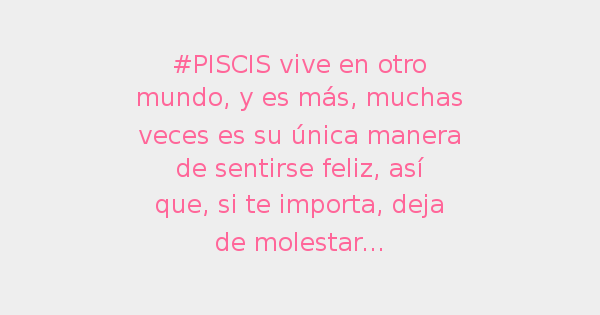 #PISCIS vive en otro
mundo, y es más, muchas
veces es su única manera
de sentirse feliz, así
que, si te importa, deja
de molestar...